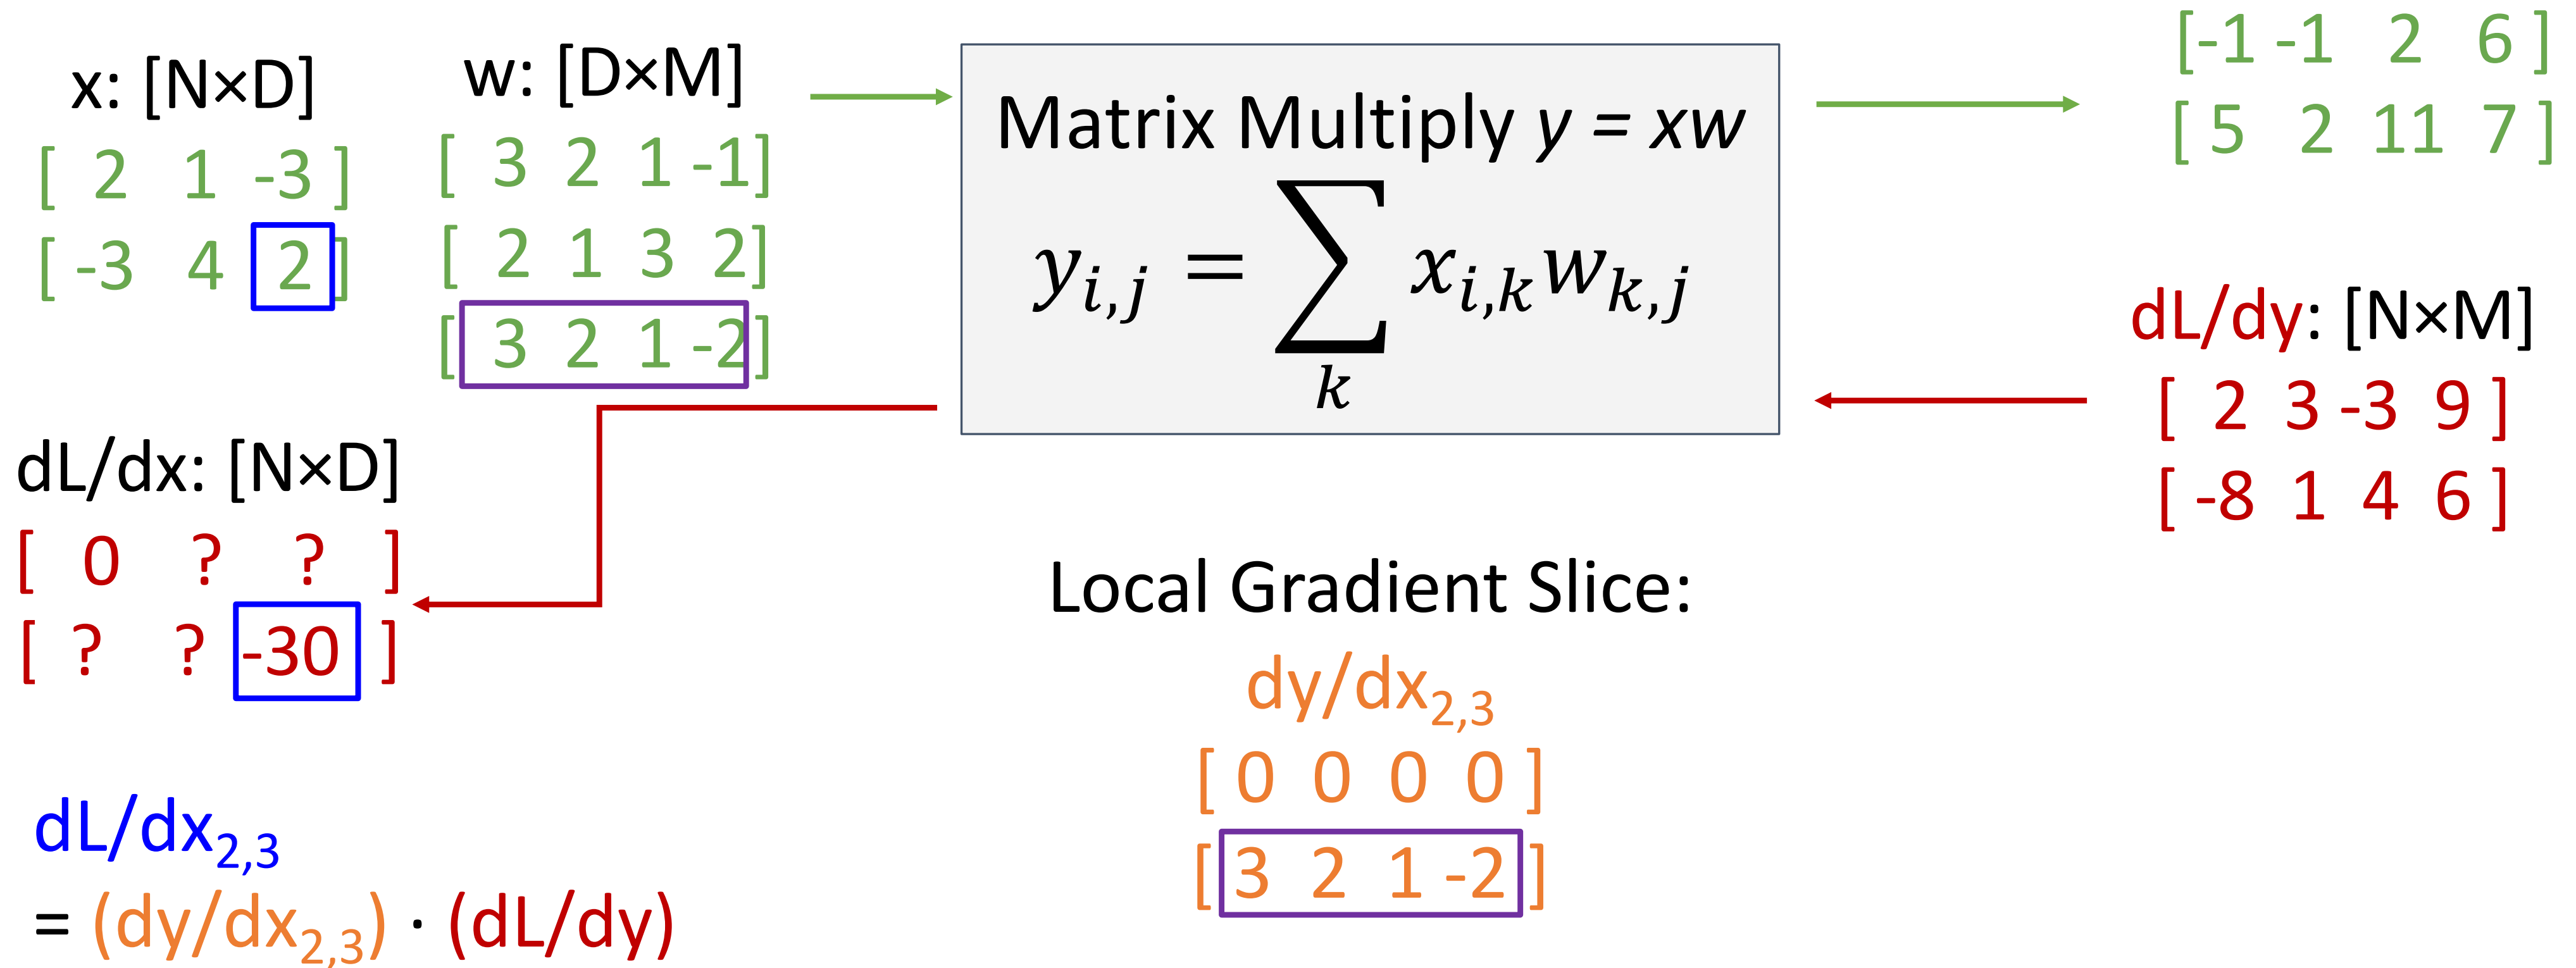 x: [N×D]
[ 2 1 -3 ]
[ -3 4 2 ]
w: [D×M]
[ 3 2 1 -1]
[ 2 1 3 2]
[ 3 2 1 -2]
Matrix Multiply y = xw
y_{i,j} = ∑_k x_{i,k} w_{k,j}
[-1 -1 2 6 ]
[ 5 2 11 7 ]
dL/dy: [N×M]
[ 2 3 -3 9 ]
[ -8 1 4 6 ]
dL/dx: [N×D]
[ 0 ? ? ]
[ ? ? -30 ]
Local Gradient Slice:
dy/dx_{2,3}
[ 0 0 0 0 ]
[ 3 2 1 -2 ]
dL/dx_{2,3}
= (dy/dx_{2,3}) · (dL/dy)